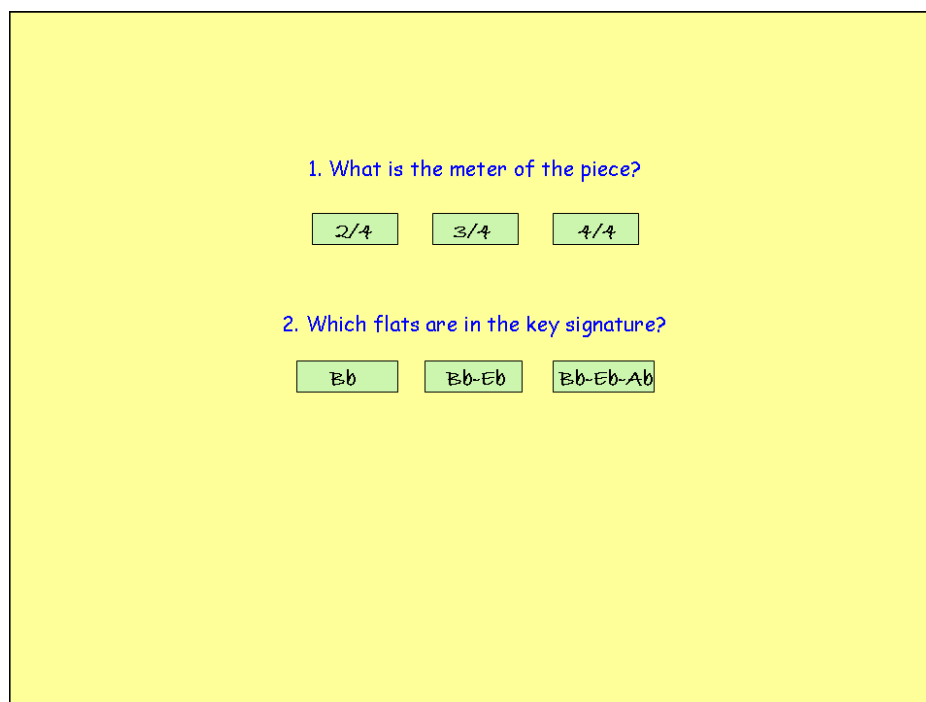 1. What is the meter of the piece?
2/4 3/4 4/4
2. Which flats are in the key signature?
Bb Bb-Eb Bb-Eb-Ab